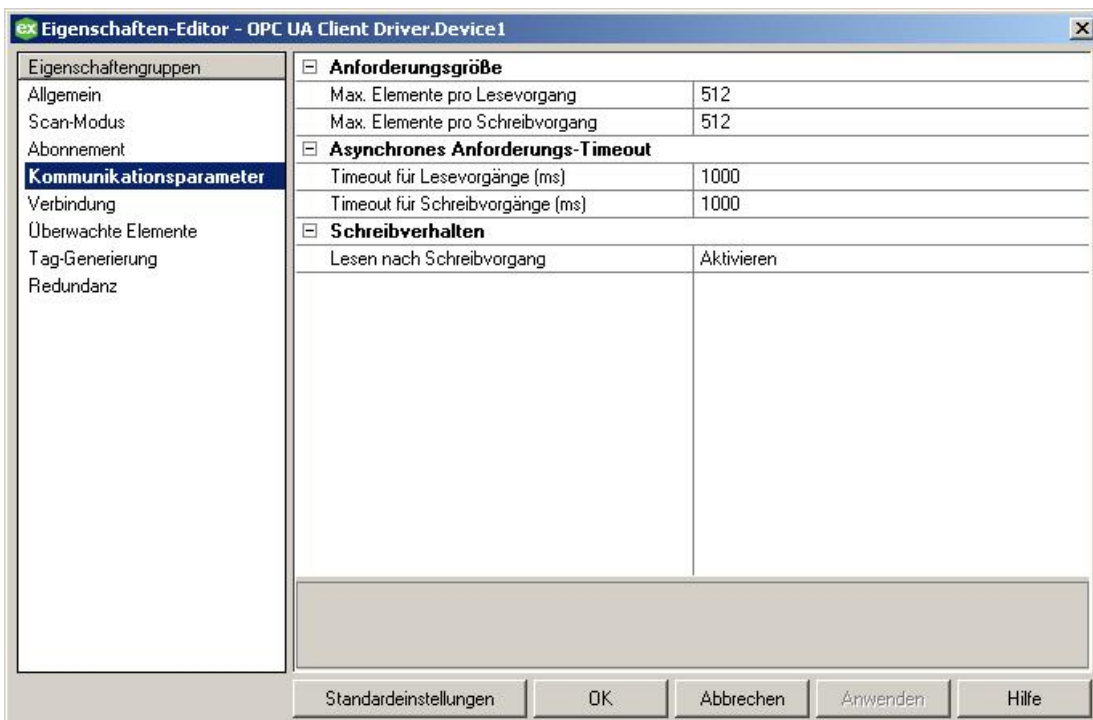 ex Eigenschaften-Editor - OPC UA Client Driver.Device1
Eigenschaftengruppen
Allgemein
Scan-Modus
Abonnement
Kommunikationsparameter
Verbindung
Überwachte Elemente
Tag-Generierung
Redundanz
Anforderungsgröße
Max. Elemente pro Lesevorgang 512
Max. Elemente pro Schreibvorgang 512
Asynchrones Anforderungs-Timeout
Timeout für Lesevorgänge (ms) 1000
Timeout für Schreibvorgänge (ms) 1000
Schreibverhalten
Lesen nach Schreibvorgang Aktivieren
Standardeinstellungen OK Abbrechen Anwenden Hilfe